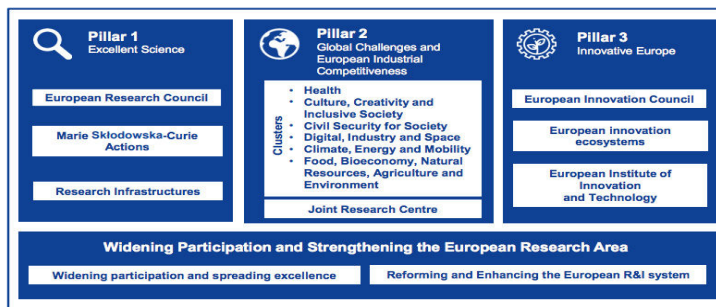 Pillar 1
Excellent Science
European Research Council
Marie Skłodowska-Curie
Actions
Research Infrastructures
Pillar 2
Global Challenges and
European Industrial
Competitiveness
Clusters
• Health
• Culture, Creativity and
Inclusive Society
• Civil Security for Society
• Digital, Industry and Space
• Climate, Energy and Mobility
• Food, Bioeconomy, Natural
Resources, Agriculture and
Environment
Joint Research Centre
Pillar 3
Innovative Europe
European Innovation Council
European innovation
ecosystems
European Institute of
Innovation
and Technology
Widening Participation and Strengthening the European Research Area
Widening participation and spreading excellence
Reforming and Enhancing the European R&I system